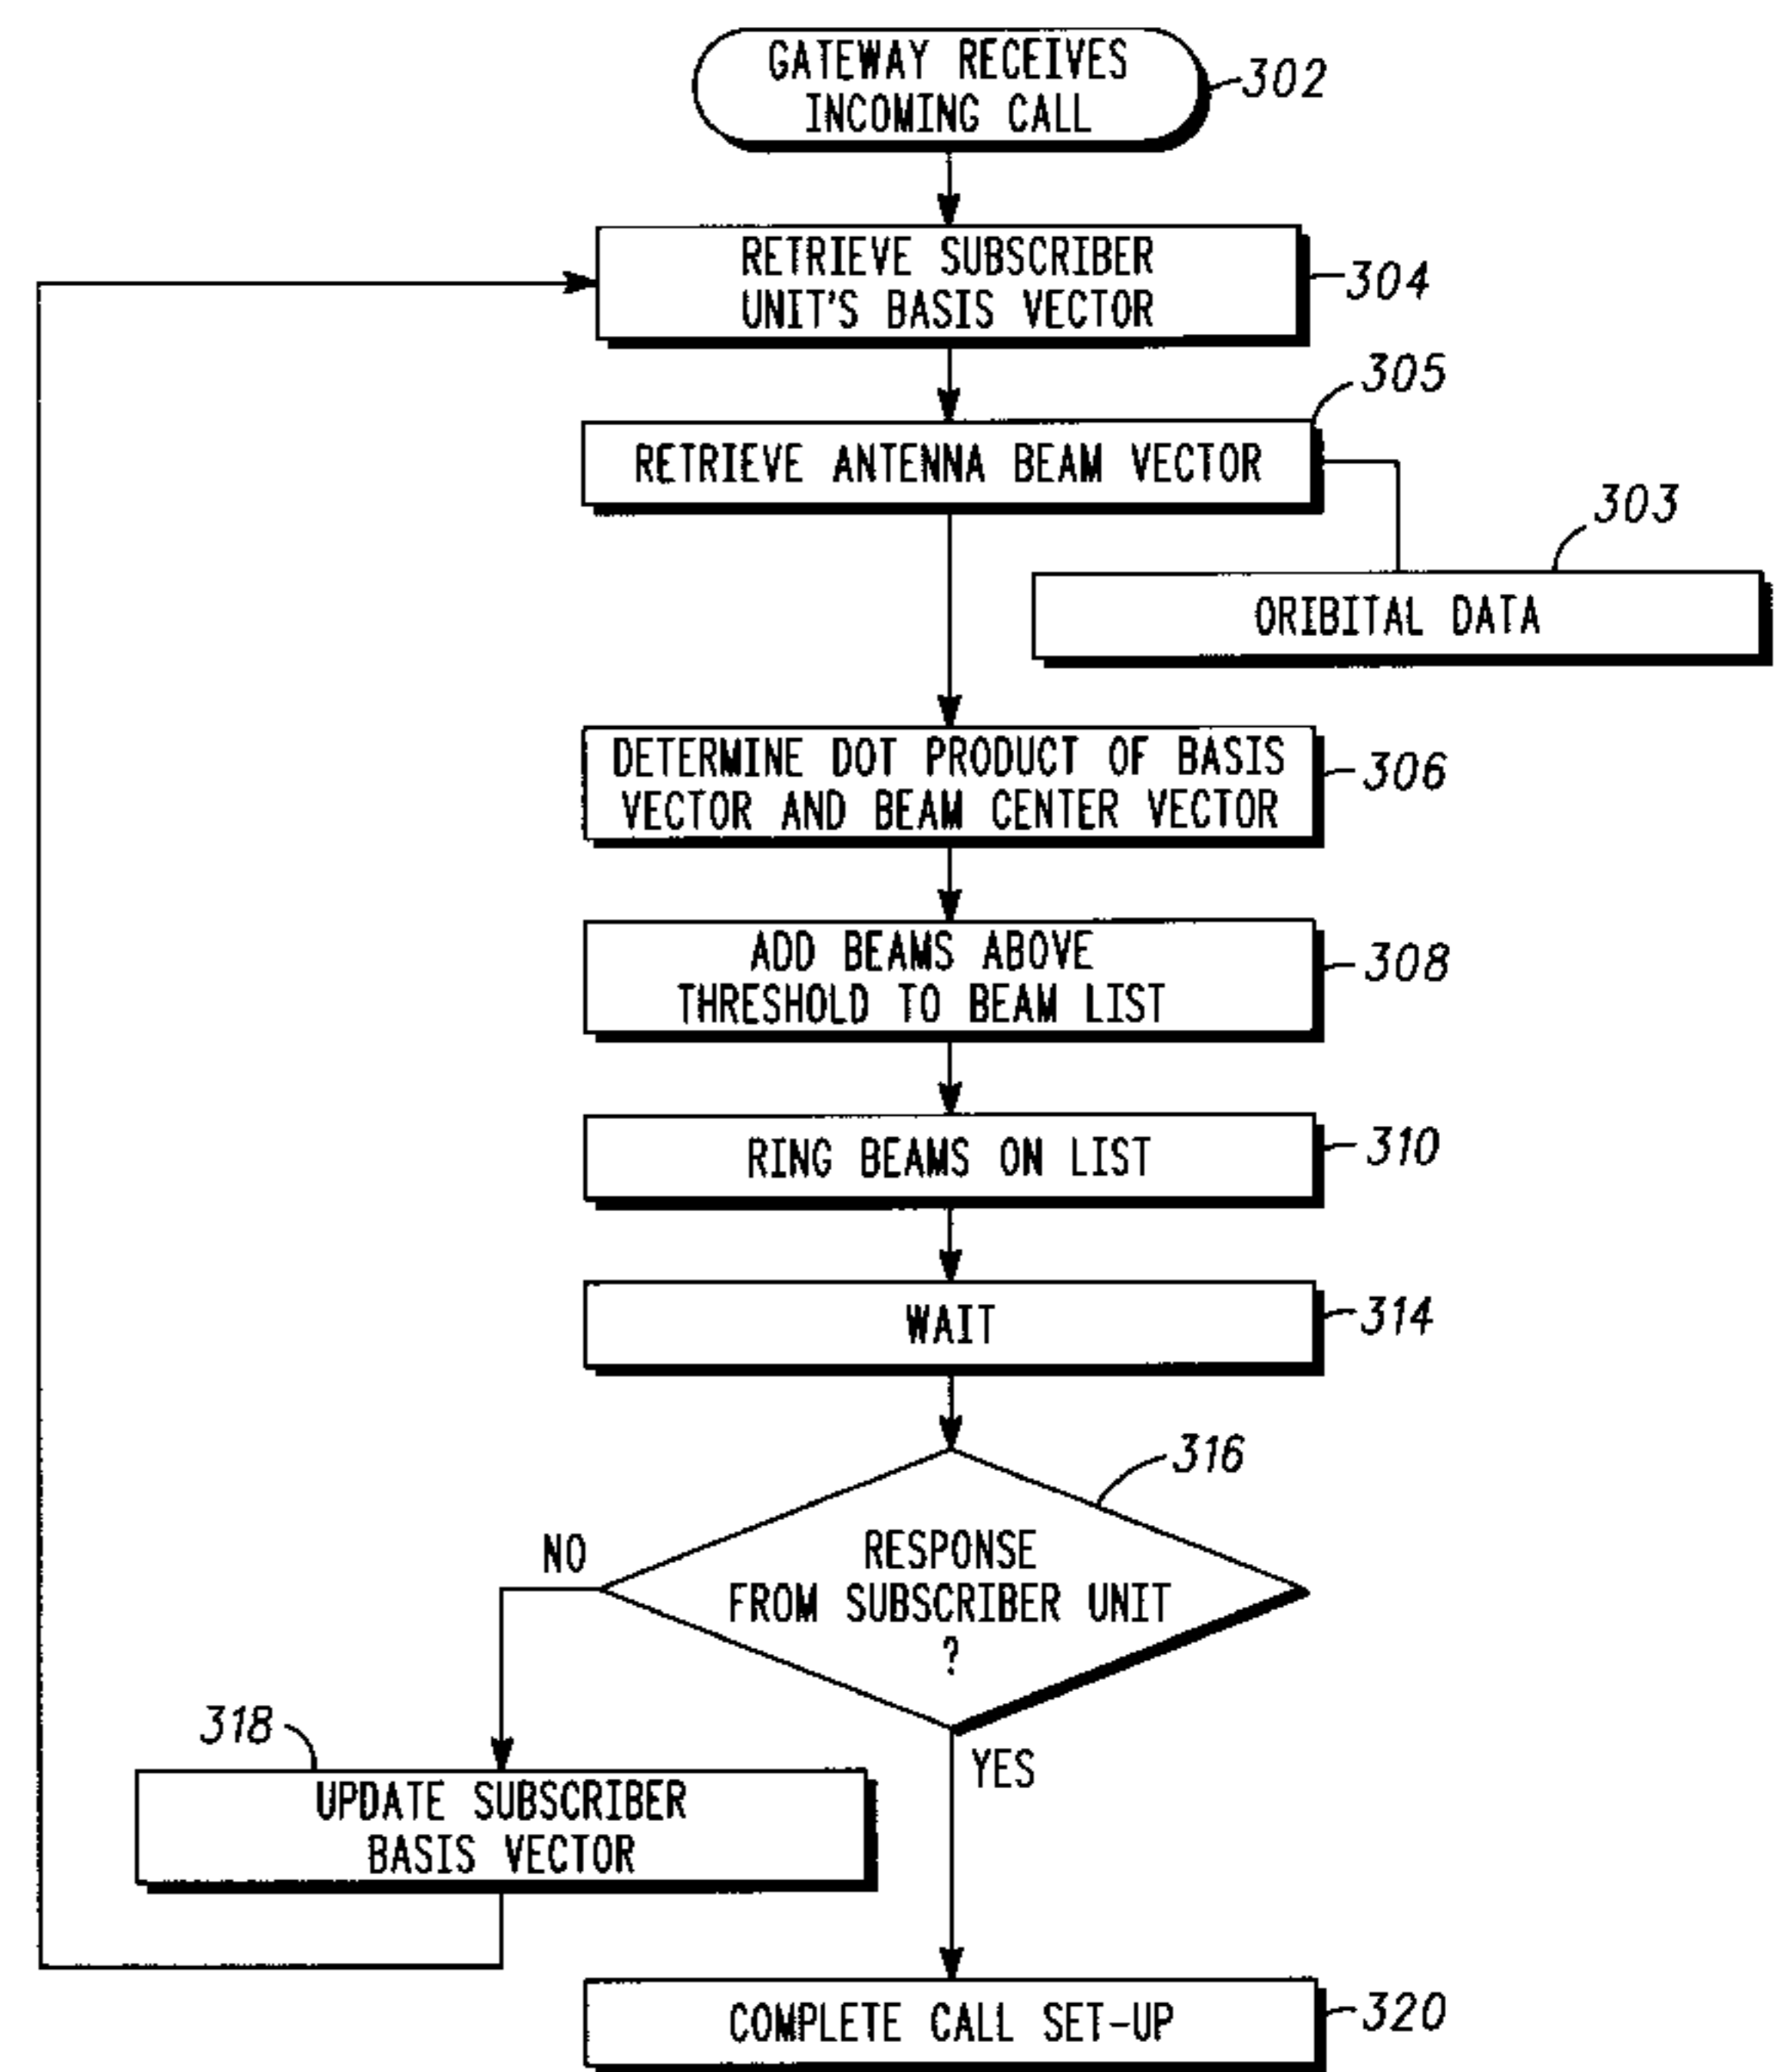 GATEWAY RECEIVES
INCOMING CALL
302
RETRIEVE SUBSCRIBER
UNIT'S BASIS VECTOR
304
305
RETRIEVE ANTENNA BEAM VECTOR
303
ORIBITAL DATA
DETERMINE DOT PRODUCT OF BASIS
VECTOR AND BEAM CENTER VECTOR
306
ADD BEAMS ABOVE
THRESHOLD TO BEAM LIST
308
RING BEAMS ON LIST
310
WAIT
314
316
RESPONSE
FROM SUBSCRIBER UNIT
?
NO
YES
318
UPDATE SUBSCRIBER
BASIS VECTOR
COMPLETE CALL SET-UP
320